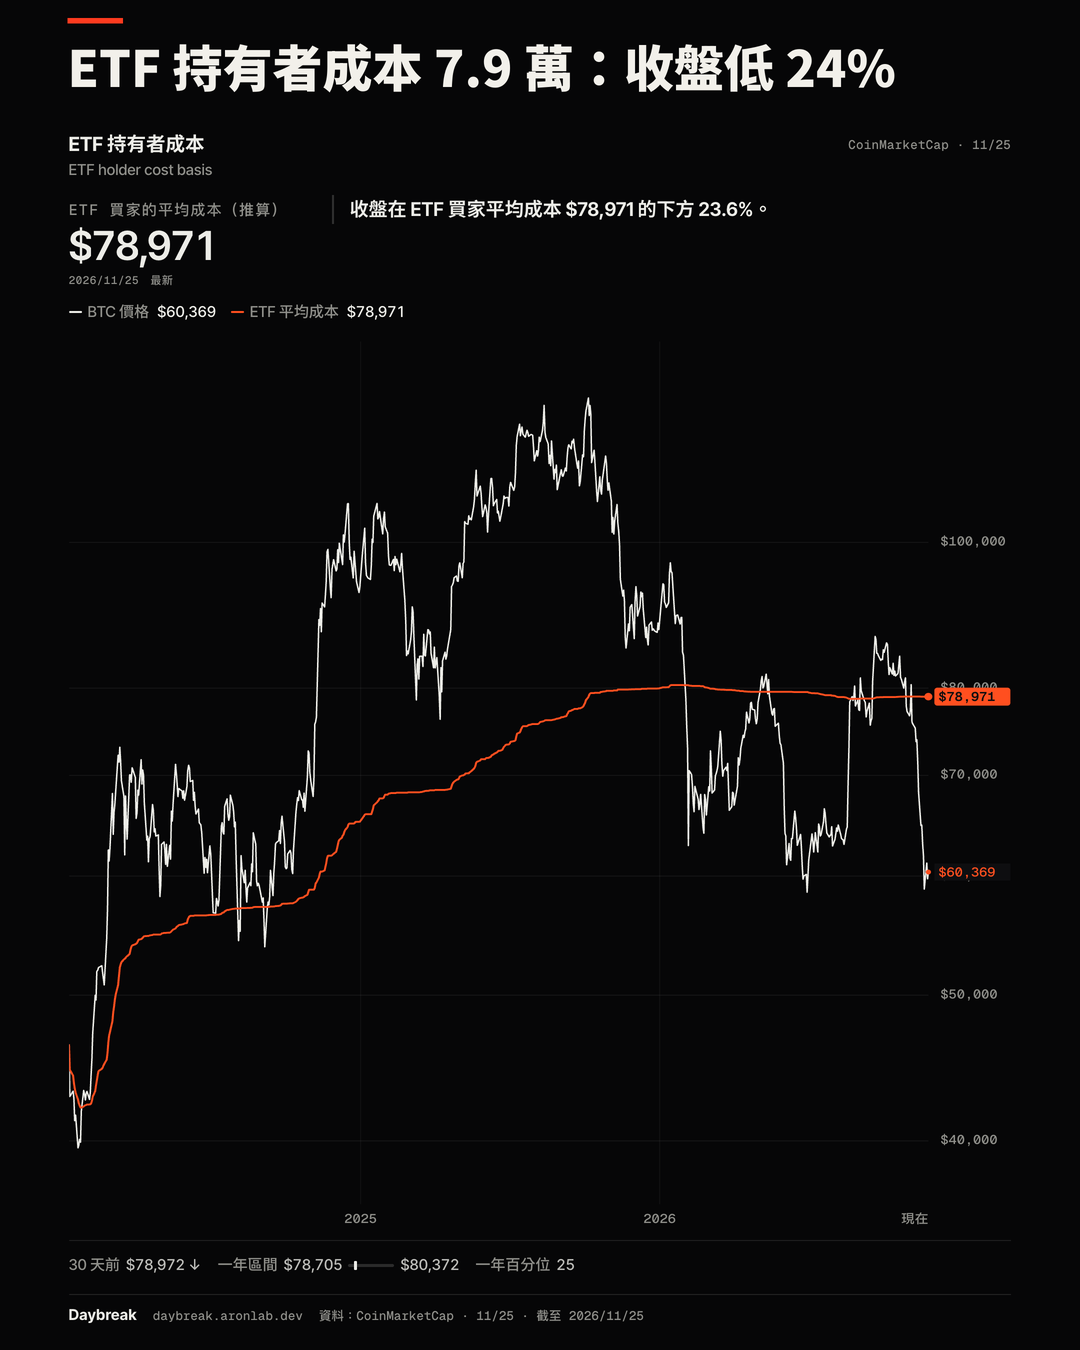 ETF 持有者成本 7.9 萬：收盤低 24%
ETF 持有者成本
CoinMarketCap · 11/25
ETF holder cost basis
ETF 買家的平均成本 (推算)
收盤在 ETF 買家平均成本 $78,971 的下方 23.6%。
$78,971
2026/11/25 最新
BTC 價格 $60,369 ETF 平均成本 $78,971
$100,000
$80,000
$78,971
$70,000
$60,369
$50,000
$40,000
2025 2026 現在
30 天前 $78,972 ↓ 一年區間 $78,705 $80,372 一年百分位 25
Daybreak daybreak.aronlab.dev 資料：CoinMarketCap · 11/25 · 截至 2026/11/25